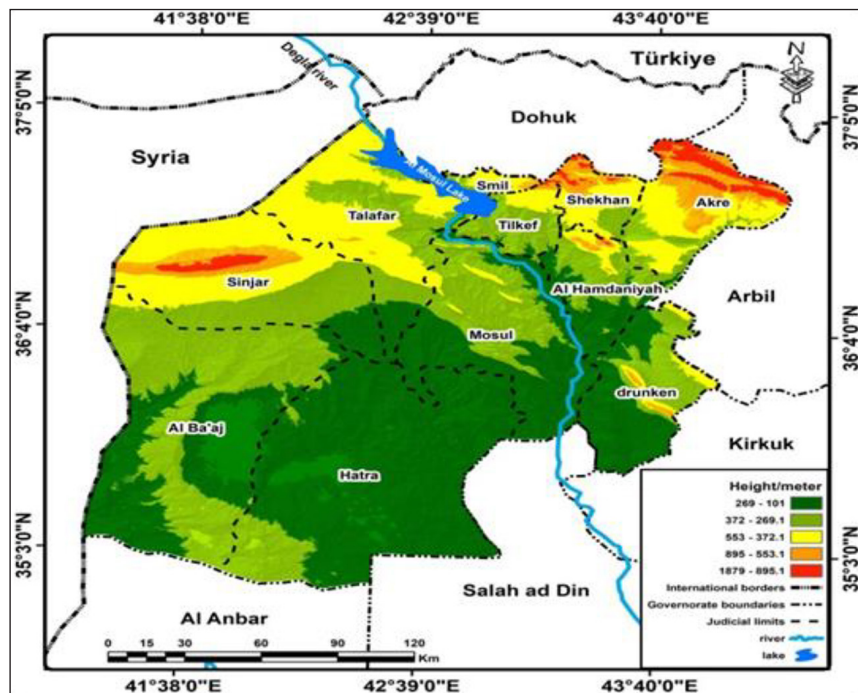 41°38'0"E 42°39'0"E 43°40'0"E
37°5'0"N
36°4'0"N
35°3'0"N
37°5'0"N
36°4'0"N
35°3'0"N
N
Türkiye
Degla river
Dohuk
Syria
Al Mosul Lake
Smil
Shekhan
Akre
Talafar
Tilkef
Sinjar
Al Hamdaniyah
Arbil
Mosul
drunken
Al Ba'aj
Kirkuk
Hatra
Salah ad Din
Al Anbar
Height/meter
269 - 101
372 - 269.1
553 - 372.1
895 - 553.1
1879 - 895.1
International borders
Governorate boundaries
Judicial limits
river
lake
0 15 30 60 90 120
Km
41°38'0"E 42°39'0"E 43°40'0"E